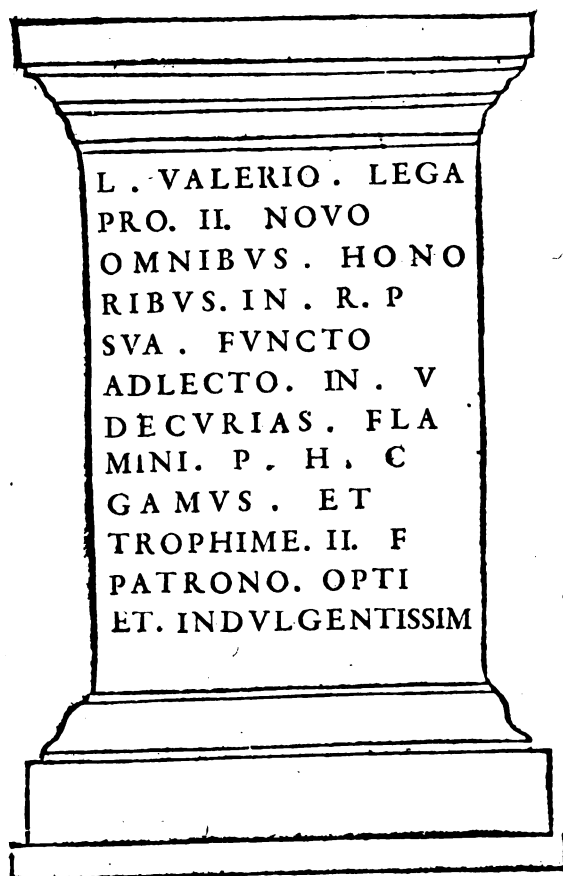 L . VALERIO . LEGA
PRO. II. NOVO
OMNIBVS . HONO
RIBVS. IN . R. P
SVA . FVNCTO
ADLECTO. IN . V
DECVRIAS . FLA
MINI. P . H . C
GAMVS . ET
TROPHIME. II. F
PATRONO. OPTI
ET. INDVLGENTISSIM